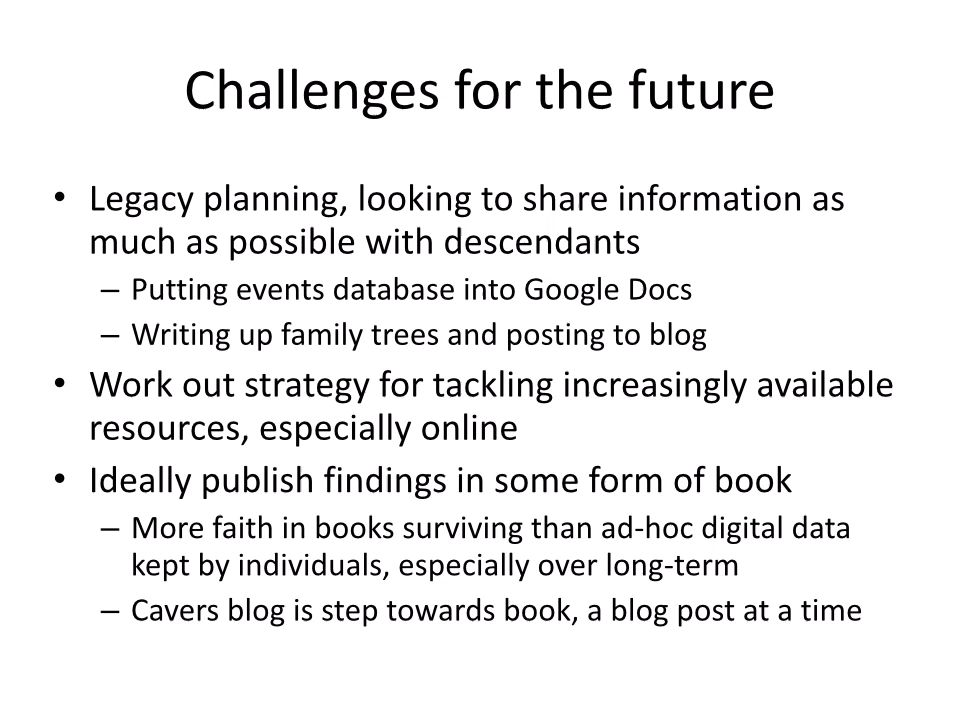 Challenges for the future
• Legacy planning, looking to share information as
much as possible with descendants
– Putting events database into Google Docs
– Writing up family trees and posting to blog
• Work out strategy for tackling increasingly available
resources, especially online
• Ideally publish findings in some form of book
– More faith in books surviving than ad-hoc digital data
kept by individuals, especially over long-term
– Cavers blog is step towards book, a blog post at a time